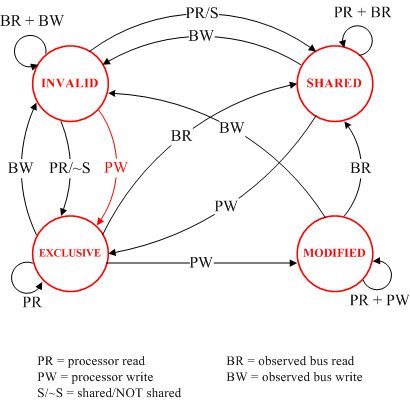 PR/S
PR + BR
BR + BW
BW
INVALID
SHARED
BR
BW
BW
PR/~S
PW
BR
PW
EXCLUSIVE
MODIFIED
PW
PR
PR + PW
PR = processor read
BR = observed bus read
PW = processor write
BW = observed bus write
S/~S = shared/NOT shared